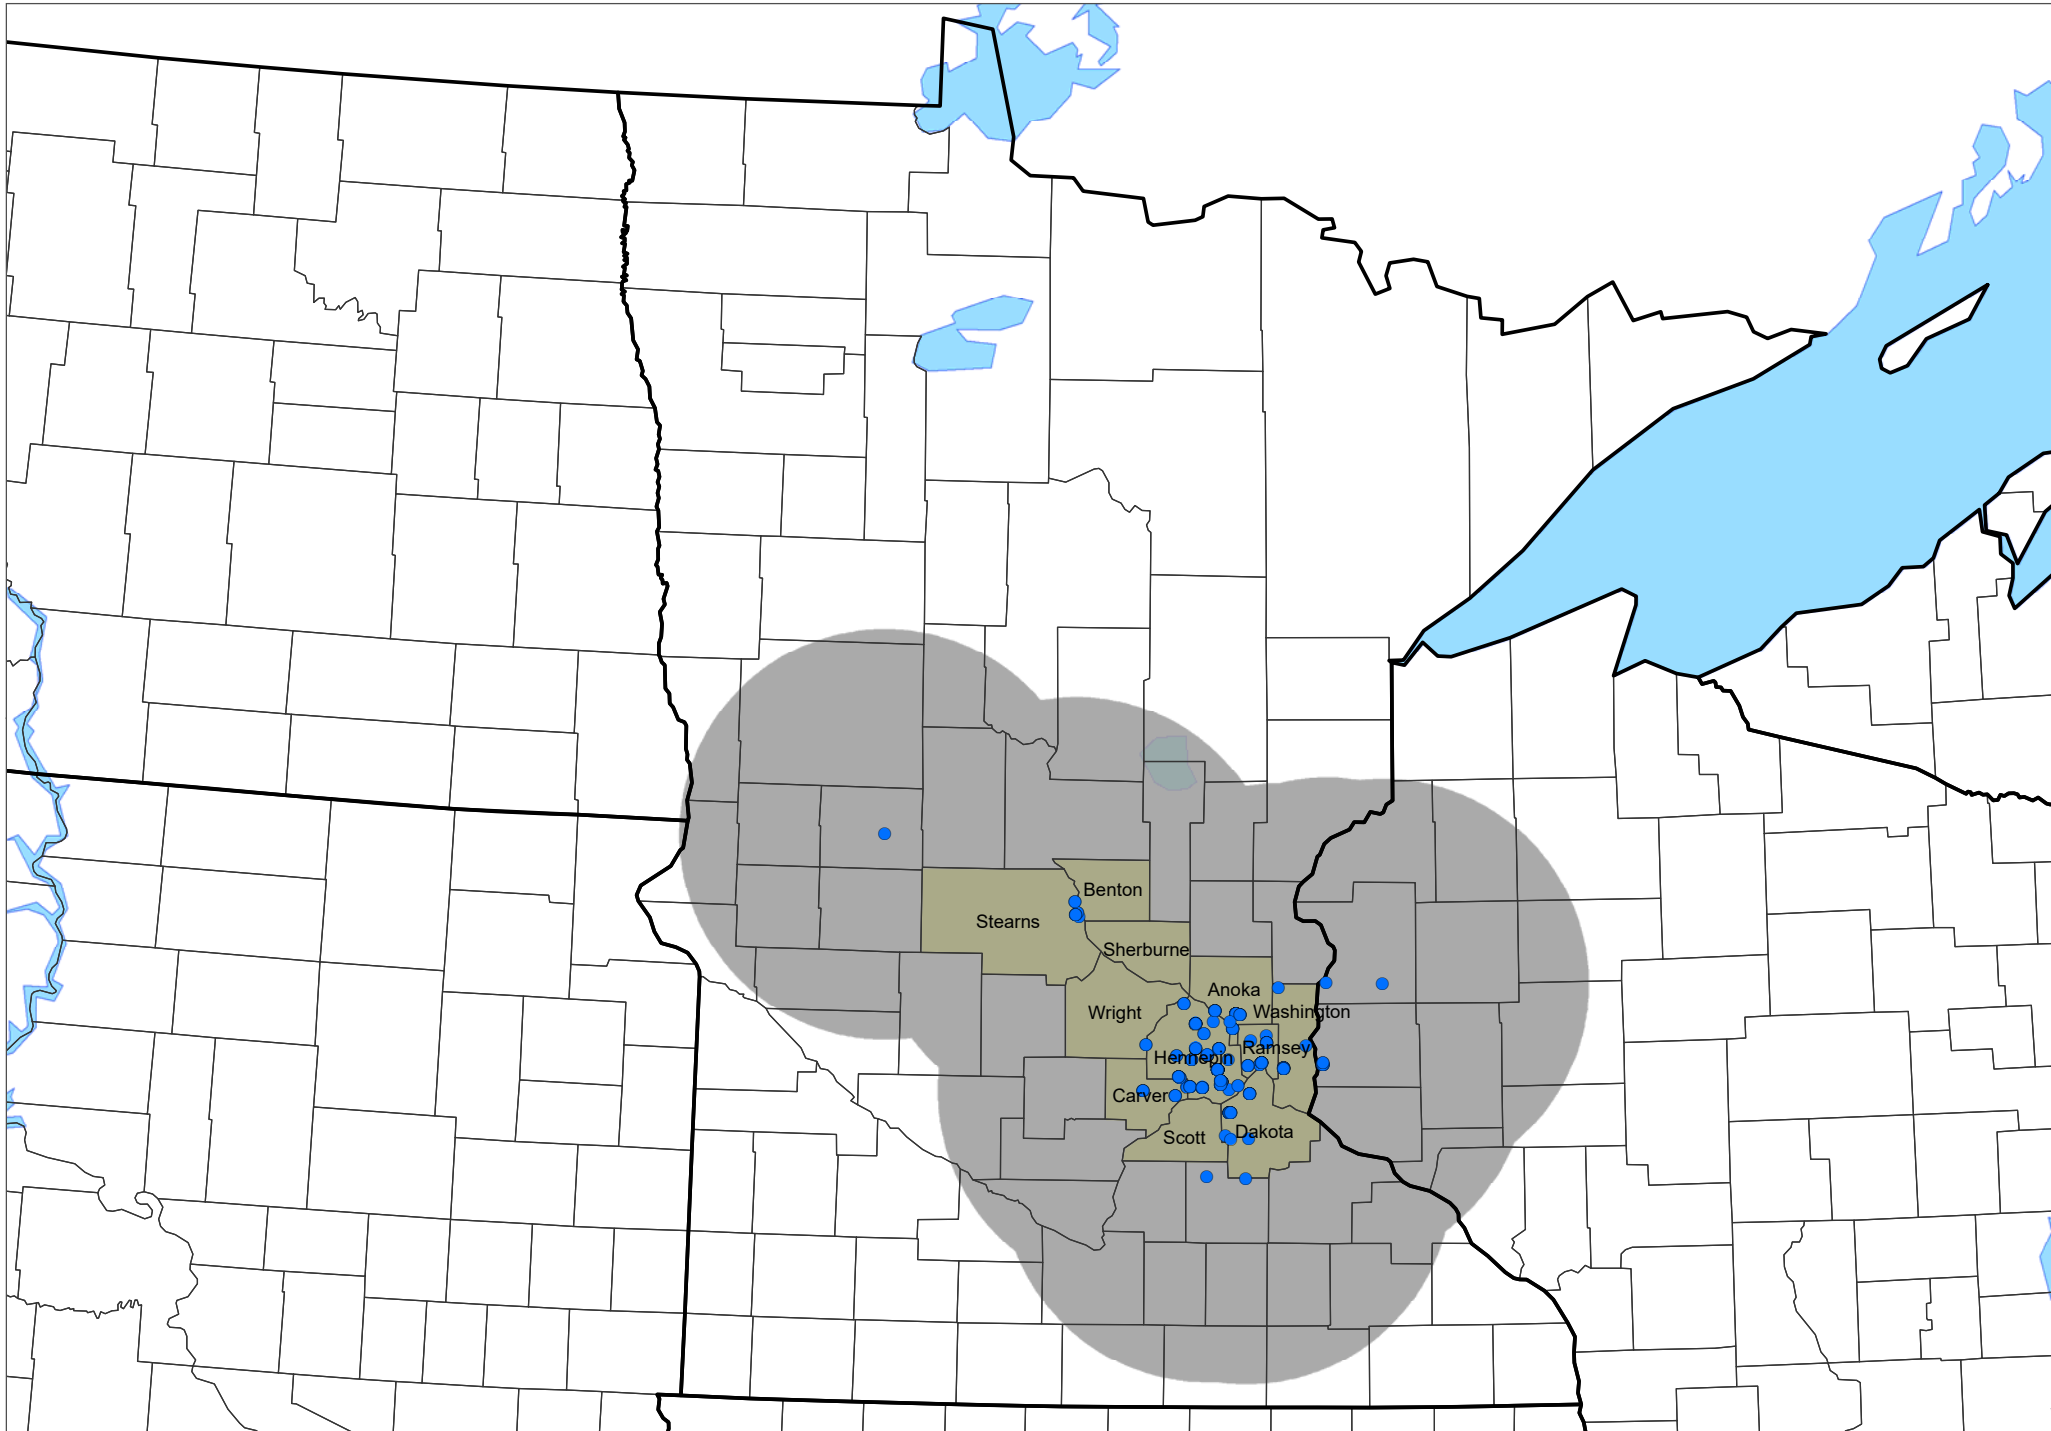 Benton
Stearns
Sherburne
Anoka
Wright
Washington
Ramsey
Hennepin
Carver
Dakota
Scott